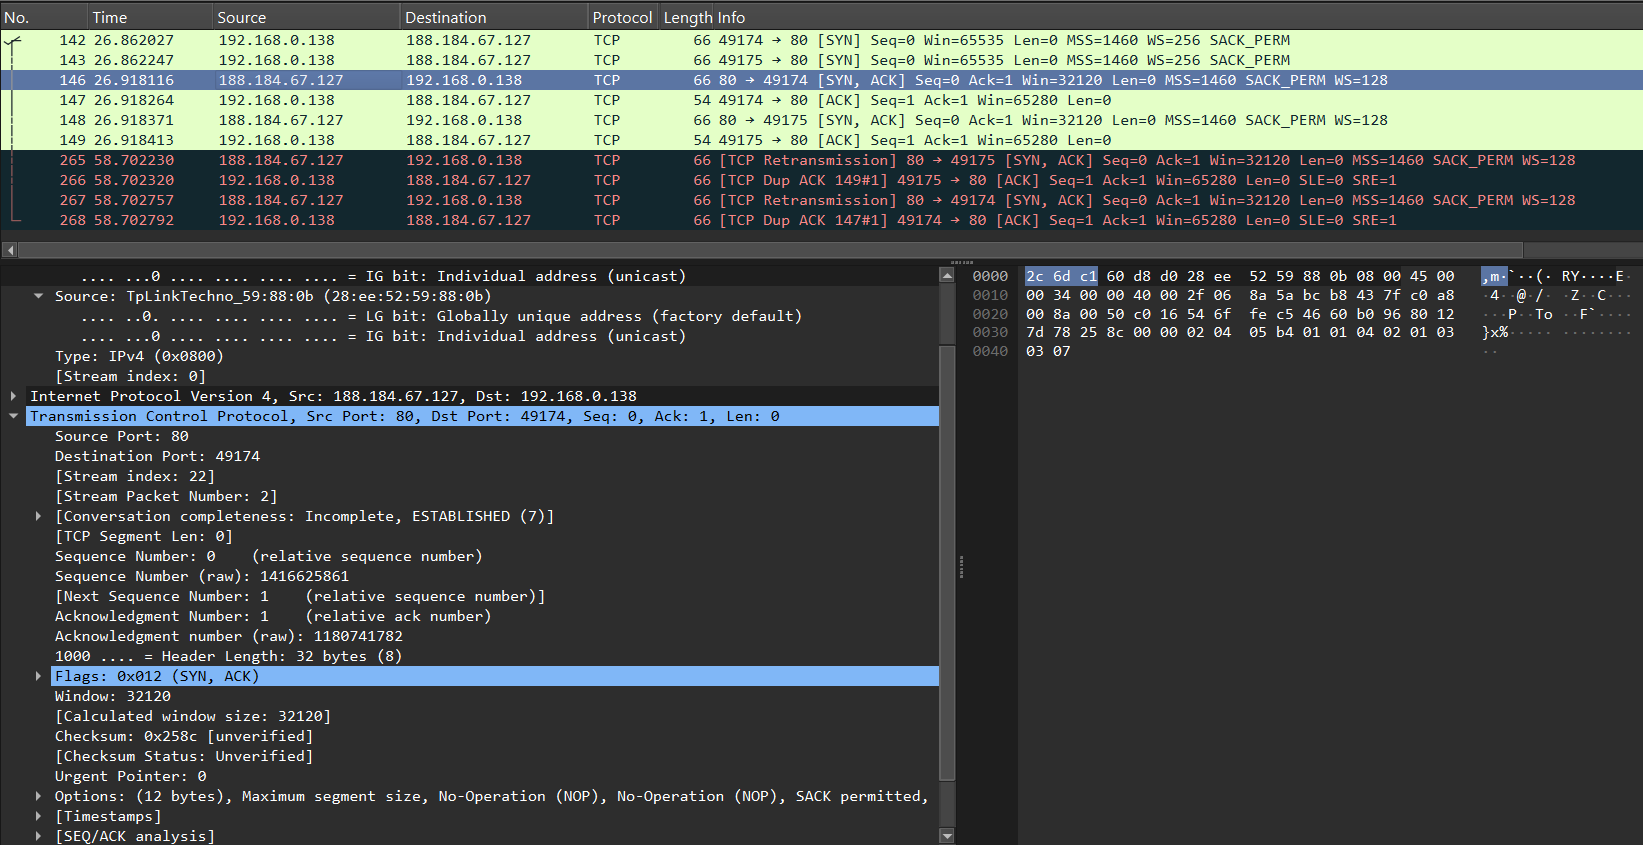 No. Time Source Destination Protocol Length Info
142 26.862027 192.168.0.138 188.184.67.127 TCP 66 49174 → 80 [SYN] Seq=0 Win=65535 Len=0 MSS=1460 WS=256 SACK_PERM
143 26.862247 192.168.0.138 188.184.67.127 TCP 66 49175 → 80 [SYN] Seq=0 Win=65535 Len=0 MSS=1460 WS=256 SACK_PERM
146 26.918116 188.184.67.127 192.168.0.138 TCP 66 80 → 49174 [SYN, ACK] Seq=0 Ack=1 Win=32120 Len=0 MSS=1460 SACK_PERM WS=128
147 26.918264 192.168.0.138 188.184.67.127 TCP 54 49174 → 80 [ACK] Seq=1 Ack=1 Win=65280 Len=0
148 26.918371 188.184.67.127 192.168.0.138 TCP 66 80 → 49175 [SYN, ACK] Seq=0 Ack=1 Win=32120 Len=0 MSS=1460 SACK_PERM WS=128
149 26.918413 192.168.0.138 188.184.67.127 TCP 54 49175 → 80 [ACK] Seq=1 Ack=1 Win=65280 Len=0
265 58.702230 188.184.67.127 192.168.0.138 TCP 66 [TCP Retransmission] 80 → 49175 [SYN, ACK] Seq=0 Ack=1 Win=32120 Len=0 MSS=1460 SACK_PERM WS=128
266 58.702320 192.168.0.138 188.184.67.127 TCP 66 [TCP Dup ACK 149#1] 49175 → 80 [ACK] Seq=1 Ack=1 Win=65280 Len=0 SLE=0 SRE=1
267 58.702757 188.184.67.127 192.168.0.138 TCP 66 [TCP Retransmission] 80 → 49174 [SYN, ACK] Seq=0 Ack=1 Win=32120 Len=0 MSS=1460 SACK_PERM WS=128
268 58.702792 192.168.0.138 188.184.67.127 TCP 66 [TCP Dup ACK 147#1] 49174 → 80 [ACK] Seq=1 Ack=1 Win=65280 Len=0 SLE=0 SRE=1
.... ...0 .... .... .... .... = IG bit: Individual address (unicast)
Source: TpLinkTechno_59:88:0b (28:ee:52:59:88:0b)
.... ..0. .... .... .... .... = LG bit: Globally unique address (factory default)
.... ...0 .... .... .... .... = IG bit: Individual address (unicast)
Type: IPv4 (0x0800)
[Stream index: 0]
Internet Protocol Version 4, Src: 188.184.67.127, Dst: 192.168.0.138
Transmission Control Protocol, Src Port: 80, Dst Port: 49174, Seq: 0, Ack: 1, Len: 0
Source Port: 80
Destination Port: 49174
[Stream index: 22]
[Stream Packet Number: 2]
[Conversation completeness: Incomplete, ESTABLISHED (7)]
[TCP Segment Len: 0]
Sequence Number: 0 (relative sequence number)
Sequence Number (raw): 1416625861
[Next Sequence Number: 1 (relative sequence number)]
Acknowledgment Number: 1 (relative ack number)
Acknowledgment number (raw): 1180741782
1000 .... = Header Length: 32 bytes (8)
Flags: 0x012 (SYN, ACK)
Window: 32120
[Calculated window size: 32120]
Checksum: 0x258c [unverified]
[Checksum Status: Unverified]
Urgent Pointer: 0
Options: (12 bytes), Maximum segment size, No-Operation (NOP), No-Operation (NOP), SACK permitted,
[Timestamps]
[SEQ/ACK analysis]
0000 2c 6d c1 60 d8 d0 28 ee 52 59 88 0b 08 00 45 00 ,m·`··(· RY····E·
0010 00 34 00 00 40 00 2f 06 8a 5a bc b8 43 7f c0 a8 ·4··@·/· ·Z··C···
0020 00 8a 00 50 c0 16 54 6f fe c5 46 60 b0 96 80 12 ···P··To ··F`····
0030 7d 78 25 8c 00 00 02 04 05 b4 01 01 04 02 01 03 }x%····· ········
0040 03 07 ··